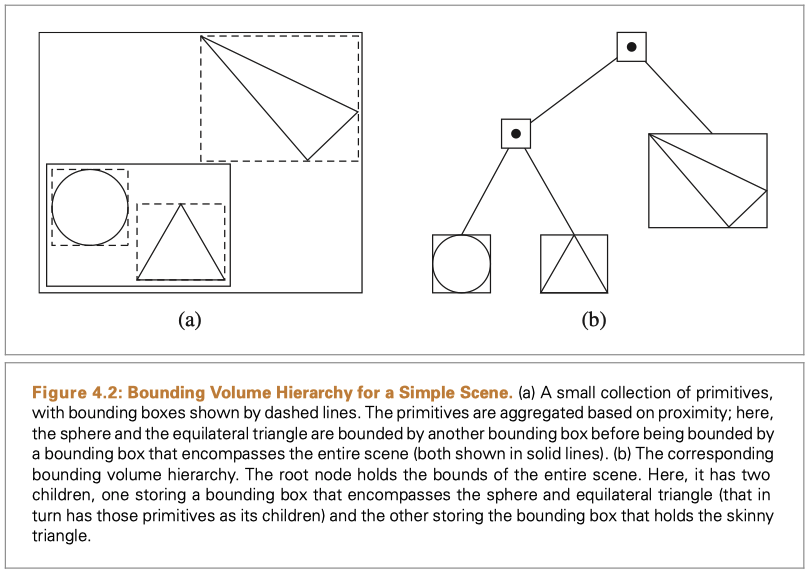 (a)
(b)
Figure 4.2: Bounding Volume Hierarchy for a Simple Scene. (a) A small collection of primitives,
with bounding boxes shown by dashed lines. The primitives are aggregated based on proximity; here,
the sphere and the equilateral triangle are bounded by another bounding box before being bounded by
a bounding box that encompasses the entire scene (both shown in solid lines). (b) The corresponding
bounding volume hierarchy. The root node holds the bounds of the entire scene. Here, it has two
children, one storing a bounding box that encompasses the sphere and equilateral triangle (that in
turn has those primitives as its children) and the other storing the bounding box that holds the skinny
triangle.